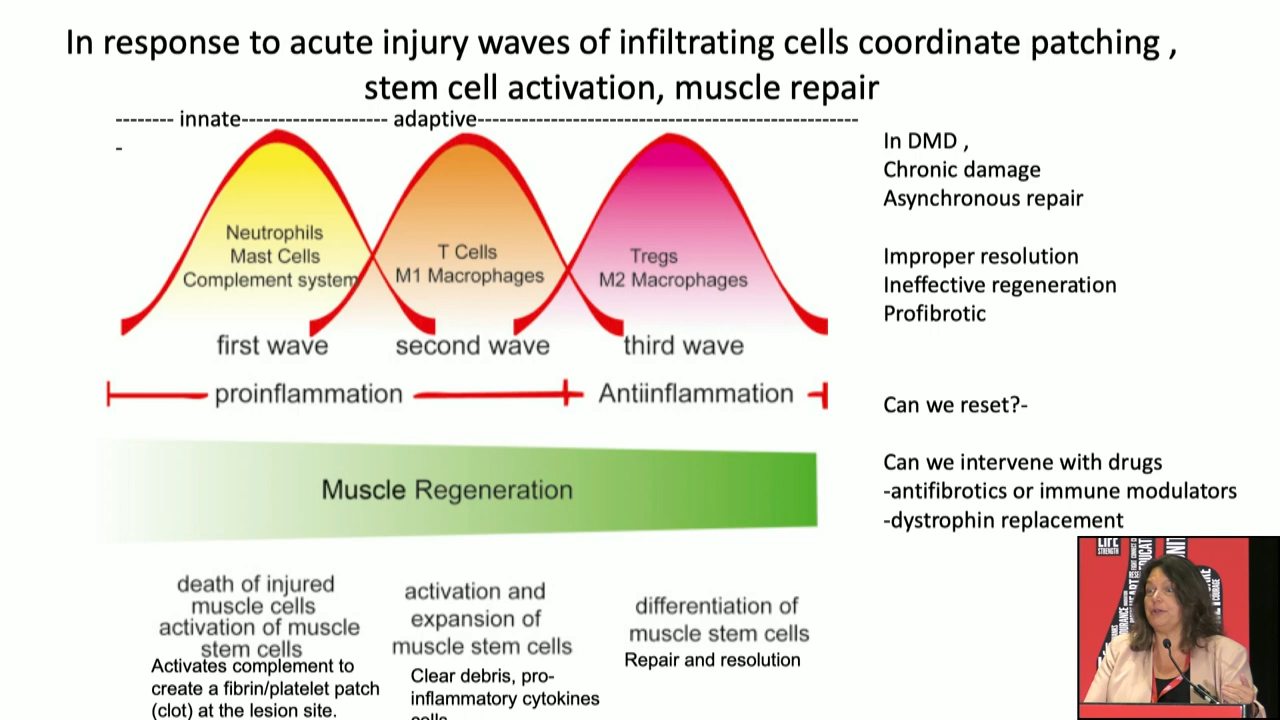 In response to acute injury waves of infiltrating cells coordinate patching ,
stem cell activation, muscle repair
-------- innate-------------------- adaptive----------------------------------------------------
-
Neutrophils
Mast Cells
Complement system
T Cells
M1 Macrophages
Tregs
M2 Macrophages
first wave
second wave
third wave
proinflammation
Antiinflammation
Muscle Regeneration
death of injured
muscle cells
activation of muscle
stem cells
Activates complement to
create a fibrin/platelet patch
(clot) at the lesion site.
activation and
expansion of
muscle stem cells
Clear debris, pro-
inflammatory cytokines
differentiation of
muscle stem cells
Repair and resolution
In DMD ,
Chronic damage
Asynchronous repair
Improper resolution
Ineffective regeneration
Profibrotic
Can we reset?-
Can we intervene with drugs
-antifibrotics or immune modulators
-dystrophin replacement
LIFE
STRENGTH
COURAGE